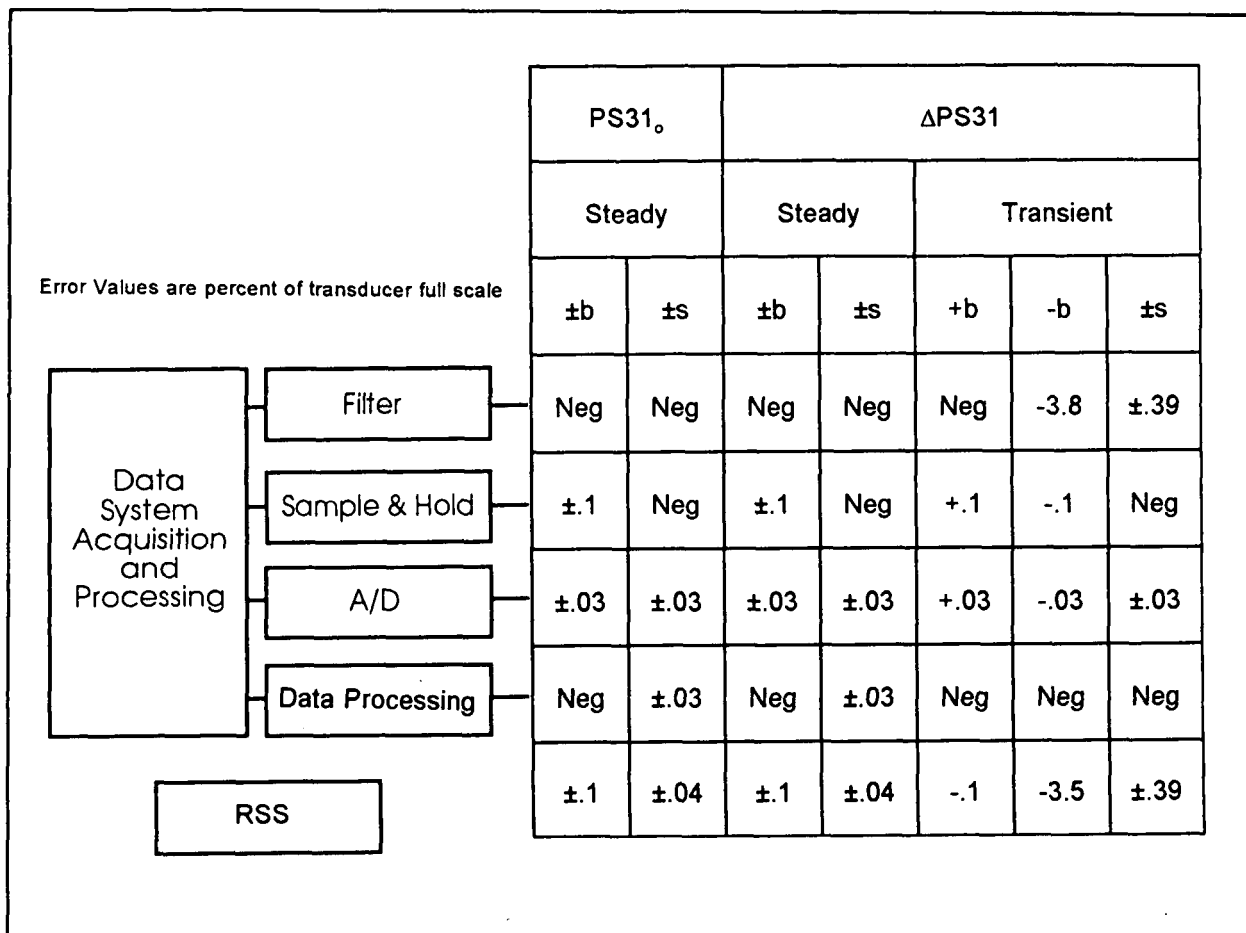 PS31ₒ ΔPS31
Steady Steady Transient
Error Values are percent of transducer full scale
±b ±s ±b ±s +b -b ±s
Data
System
Acquisition
and
Processing
Filter Neg Neg Neg Neg Neg -3.8 ±.39
Sample & Hold ±.1 Neg ±.1 Neg +.1 -.1 Neg
A/D ±.03 ±.03 ±.03 ±.03 +.03 -.03 ±.03
Data Processing Neg ±.03 Neg ±.03 Neg Neg Neg
RSS ±.1 ±.04 ±.1 ±.04 -.1 -3.5 ±.39